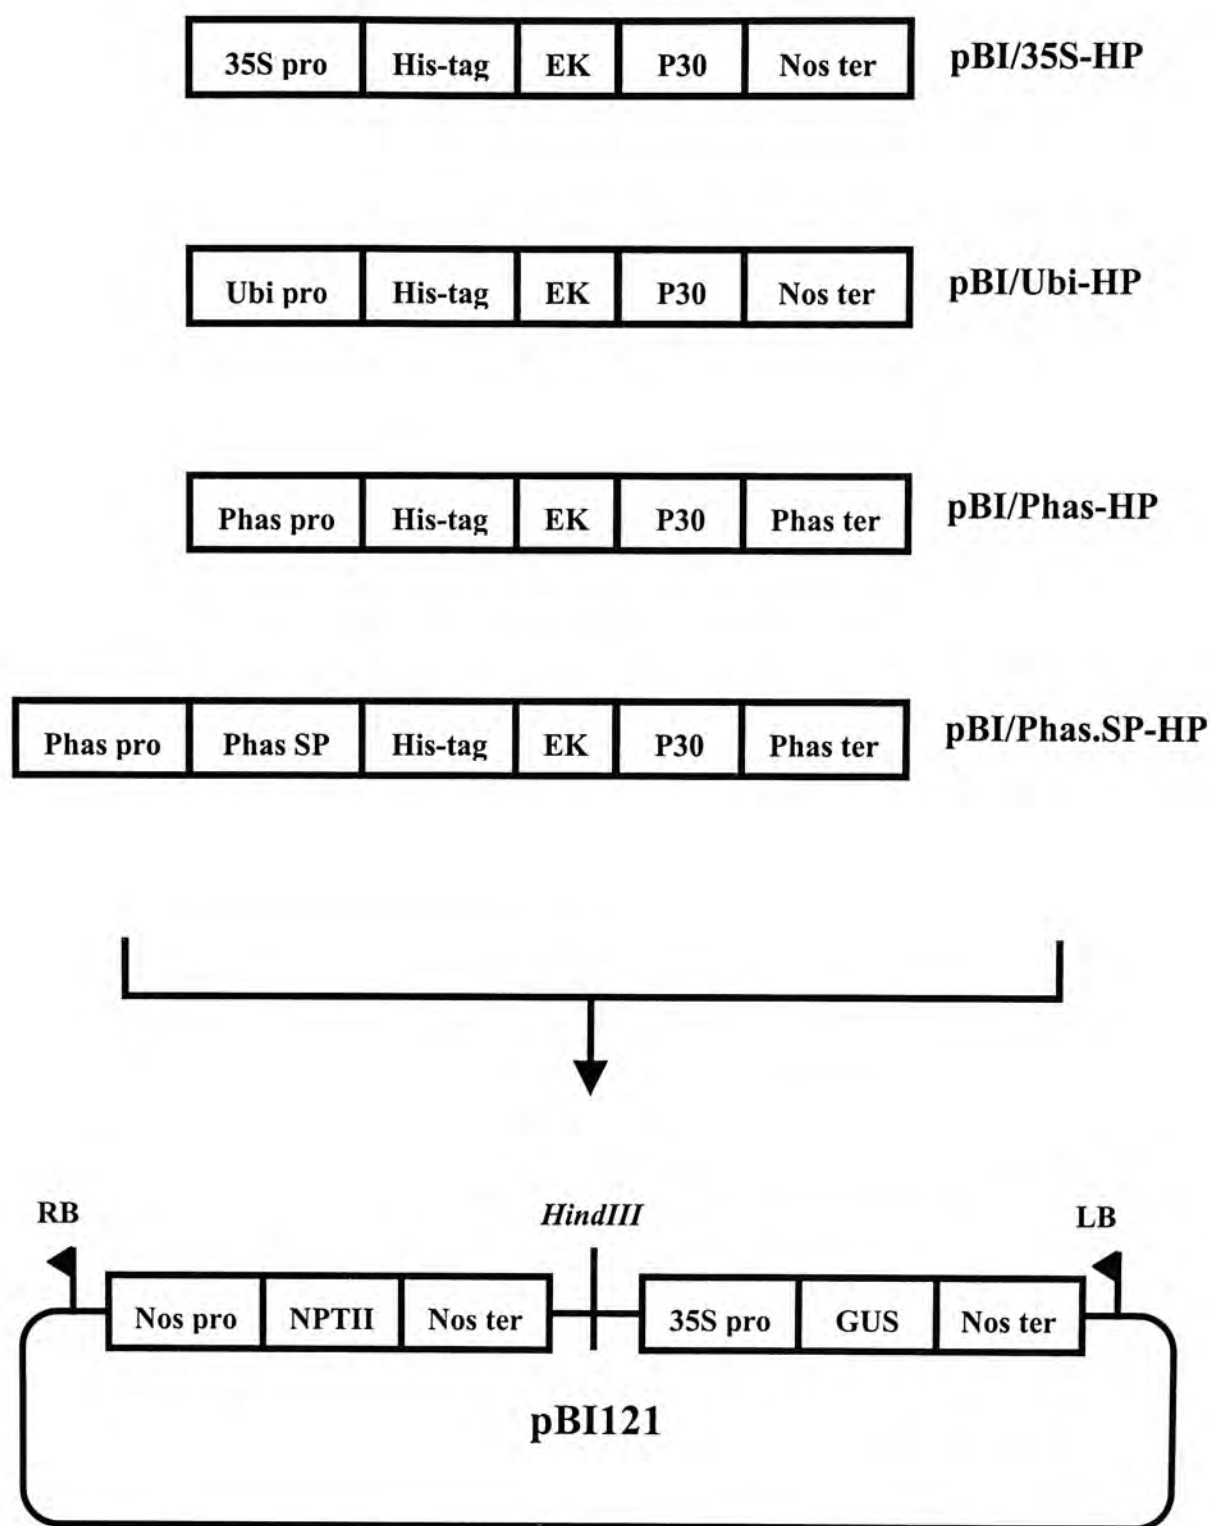 35S pro His-tag EK P30 Nos ter pBI/35S-HP
Ubi pro His-tag EK P30 Nos ter pBI/Ubi-HP
Phas pro His-tag EK P30 Phas ter pBI/Phas-HP
Phas pro Phas SP His-tag EK P30 Phas ter pBI/Phas.SP-HP
RB HindIII LB
Nos pro NPTII Nos ter 35S pro GUS Nos ter
pBI121